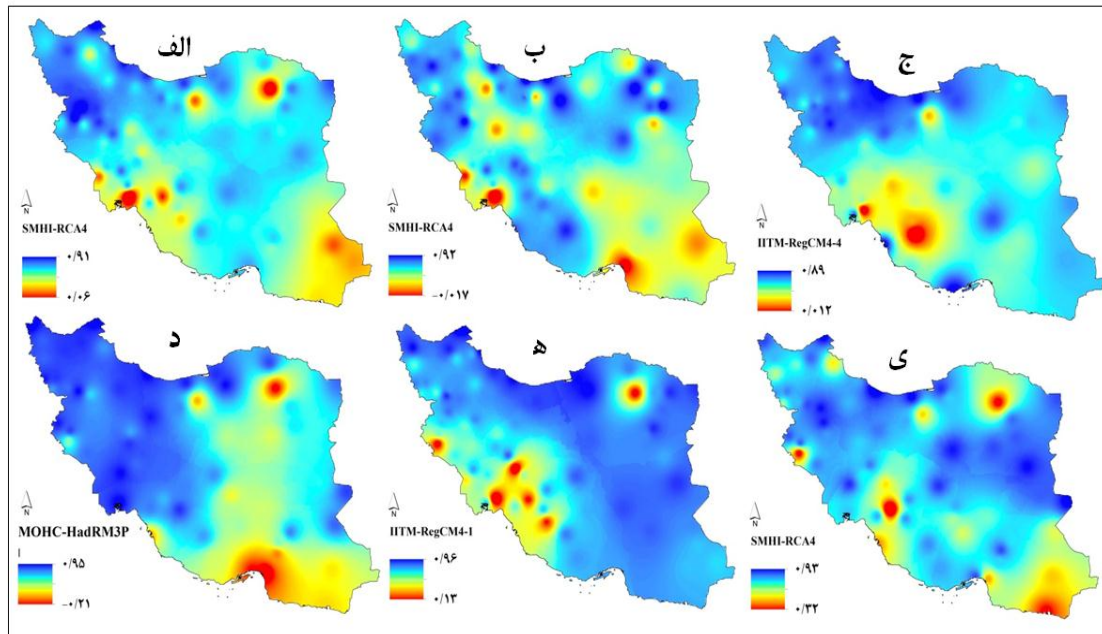 الف
N
SMHI-RCA4
۰/۹۱
۰/۰۶
ب
N
SMHI-RCA4
۰/۹۲
-۰/۰۱۷
ج
N
IITM-RegCM4-4
۰/۸۹
۰/۰۱۲
د
N
MOHC-HadRM3P
۰/۹۵
-۰/۲۱
ه
N
IITM-RegCM4-1
۰/۹۶
۰/۱۳
ی
N
SMHI-RCA4
۰/۹۳
۰/۳۲